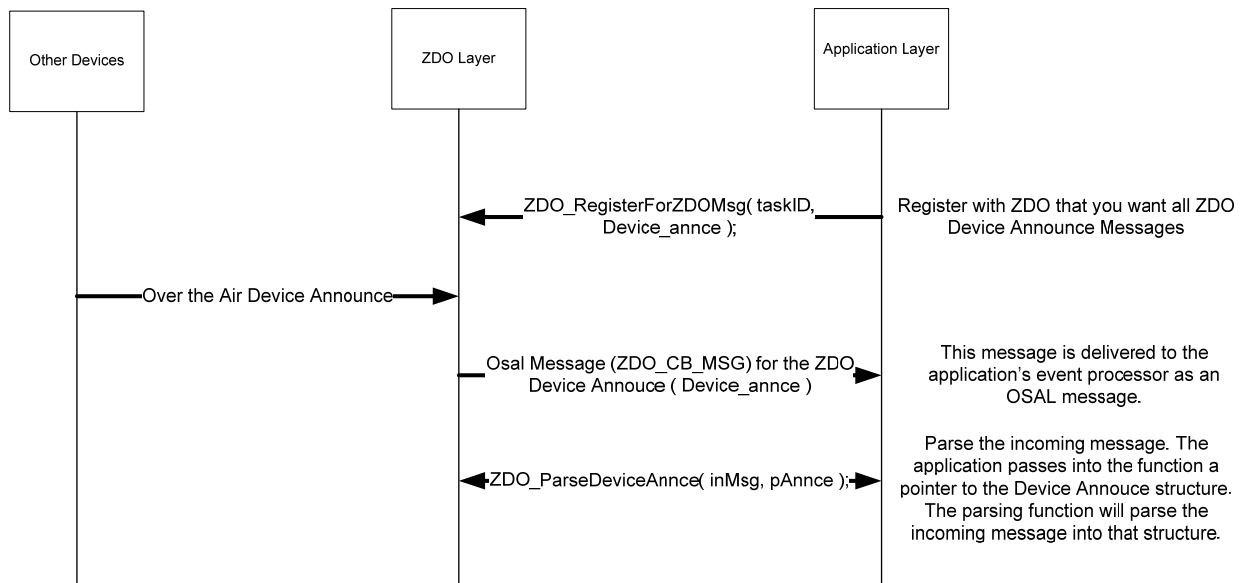 Other Devices
ZDO Layer
Application Layer
ZDO_RegisterForZDOMsg( taskID,
Device_annce );
Register with ZDO that you want all ZDO
Device Announce Messages
Over the Air Device Announce
Osal Message (ZDO_CB_MSG) for the ZDO
Device Annouce ( Device_annce )
This message is delivered to the
application's event processor as an
OSAL message.
ZDO_ParseDeviceAnnce( inMsg, pAnnce );
Parse the incoming message. The
application passes into the function a
pointer to the Device Annouce structure.
The parsing function will parse the
incoming message into that structure.